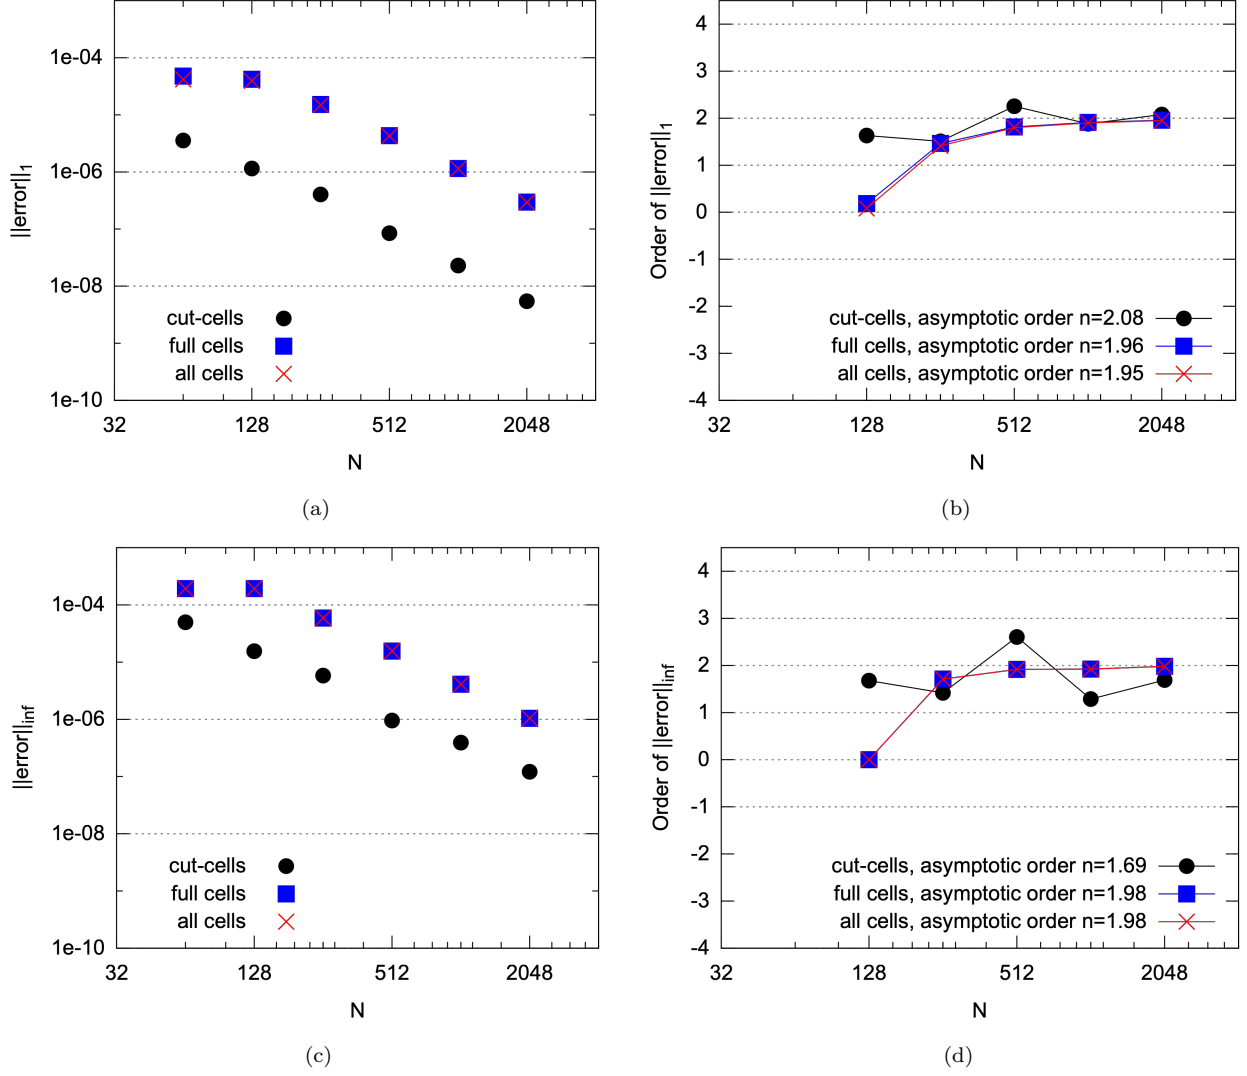 1e-04
1e-06
1e-08
1e-10
||error||1
cut-cells
full cells
all cells
32
128
512
2048
N
(a)
4
3
2
1
0
-1
-2
-3
-4
Order of ||error||1
cut-cells, asymptotic order n=2.08
full cells, asymptotic order n=1.96
all cells, asymptotic order n=1.95
32
128
512
2048
N
(b)
1e-04
1e-06
1e-08
1e-10
||error||inf
cut-cells
full cells
all cells
32
128
512
2048
N
(c)
4
3
2
1
0
-1
-2
-3
-4
Order of ||error||inf
cut-cells, asymptotic order n=1.69
full cells, asymptotic order n=1.98
all cells, asymptotic order n=1.98
32
128
512
2048
N
(d)